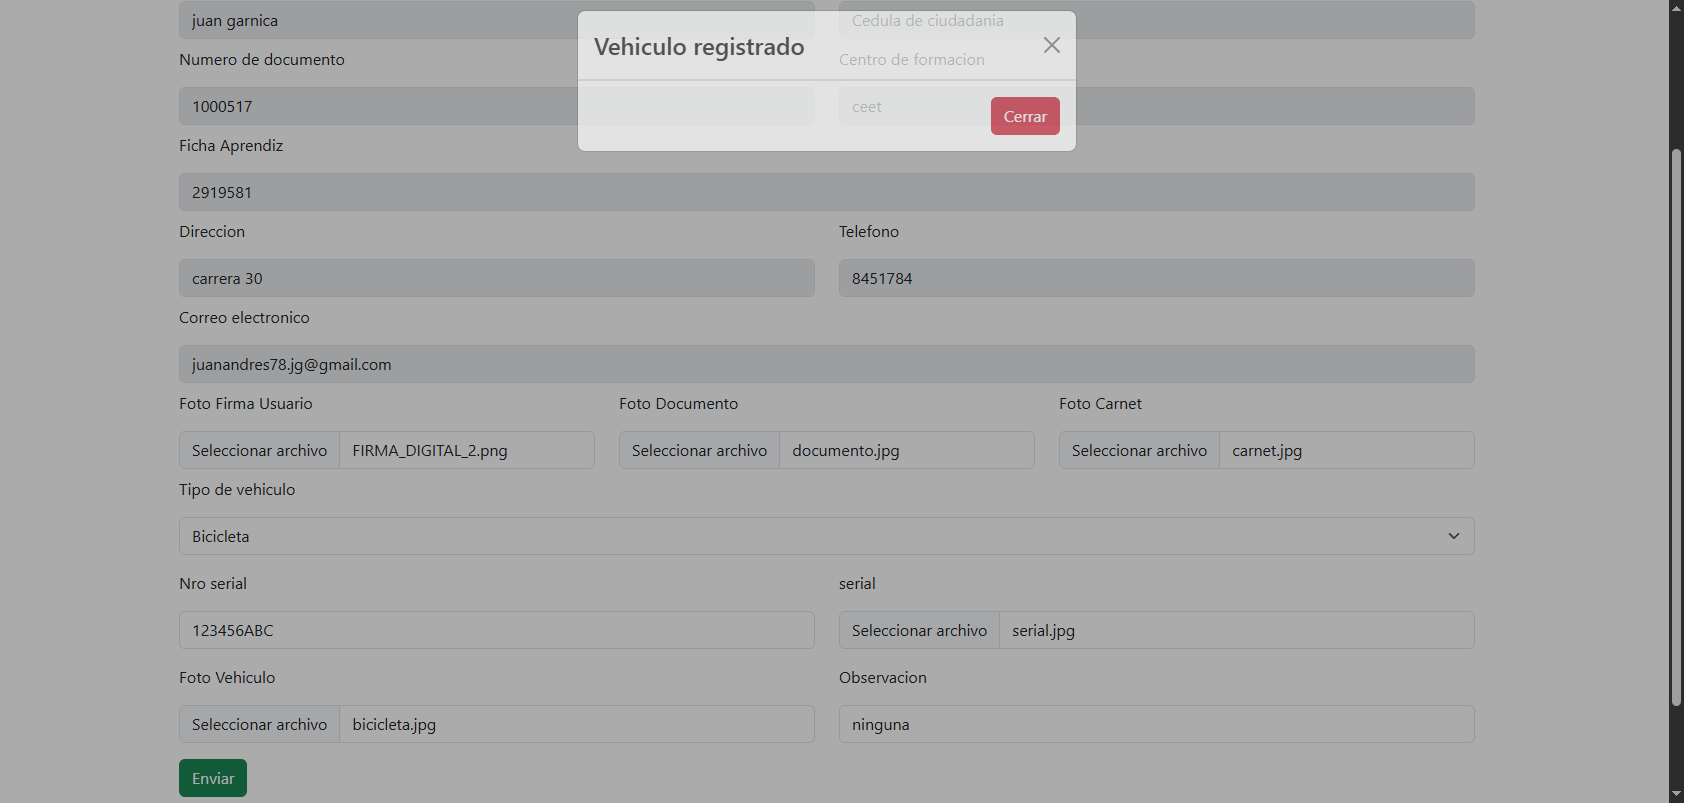 juan garnica
Cedula de ciudadania
Vehiculo registrado
Numero de documento
Centro de formacion
1000517
ceet
Cerrar
Ficha Aprendiz
2919581
Direccion
Telefono
carrera 30
8451784
Correo electronico
juanandres78.jg@gmail.com
Foto Firma Usuario
Foto Documento
Foto Carnet
Seleccionar archivo FIRMA_DIGITAL_2.png
Seleccionar archivo documento.jpg
Seleccionar archivo carnet.jpg
Tipo de vehiculo
Bicicleta
Nro serial
serial
123456ABC
Seleccionar archivo serial.jpg
Foto Vehiculo
Observacion
Seleccionar archivo bicicleta.jpg
ninguna
Enviar